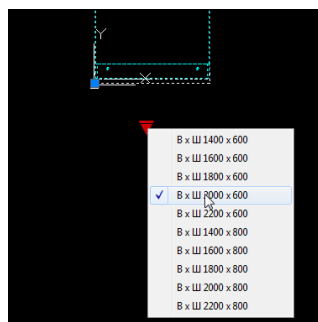 Y
X
В х Ш 1400 х 600
В х Ш 1600 х 600
В х Ш 1800 х 600
В х Ш 2000 х 600
В х Ш 2200 х 600
В х Ш 1400 х 800
В х Ш 1600 х 800
В х Ш 1800 х 800
В х Ш 2000 х 800
В х Ш 2200 х 800